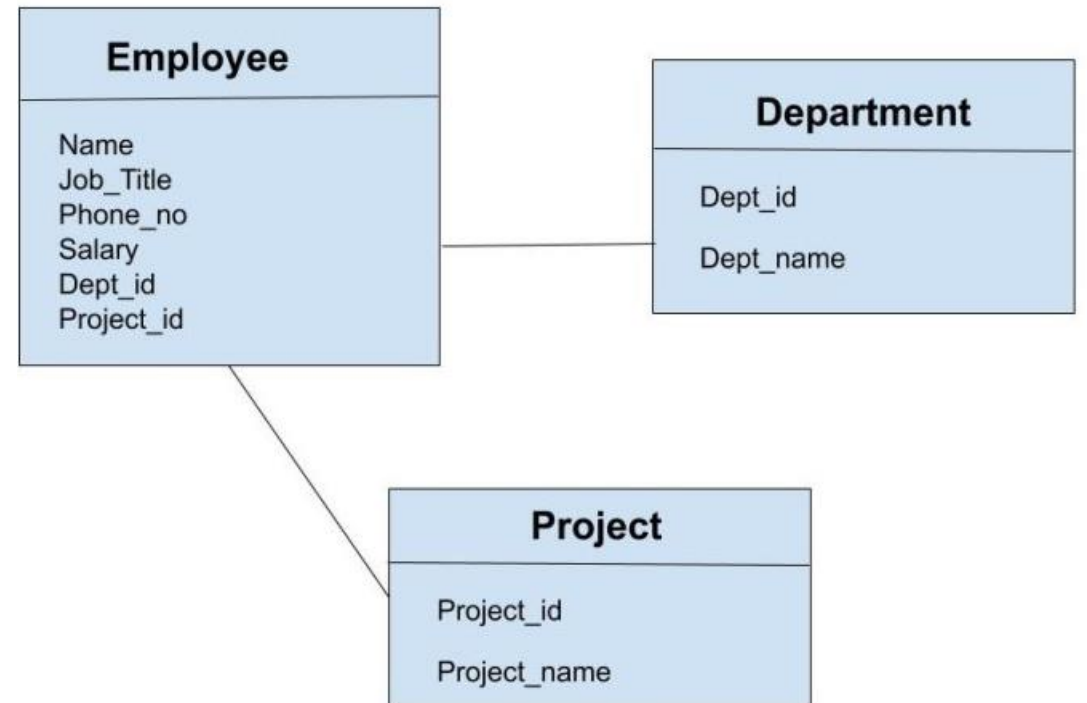 Employee
Name
Job_Title
Phone_no
Salary
Dept_id
Project_id
Department
Dept_id
Dept_name
Project
Project_id
Project_name